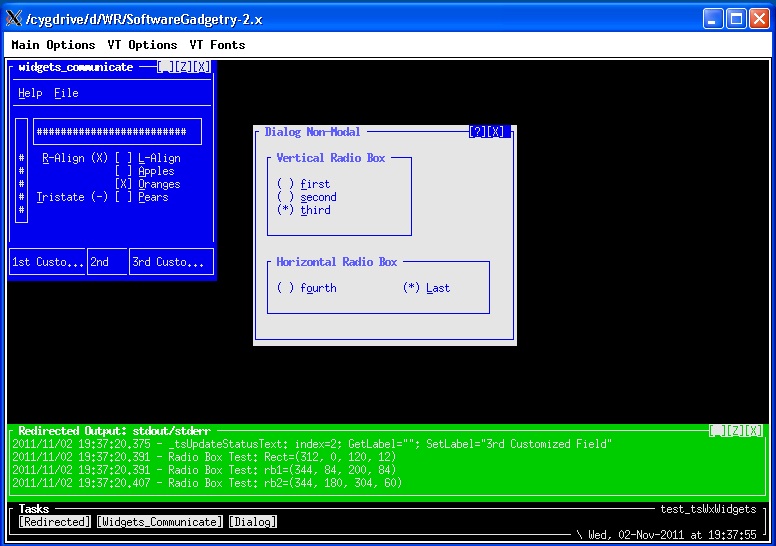 /cygdrive/d/WR/SoftwareGadgetry-2.x
Main Options VT Options VT Fonts
widgets_communicate [_][Z][X]
Help File
#########################
R-Align (X) [ ] L-Align
[ ] Apples
[X] Oranges
Tristate (-) [ ] Pears
#
#
#
#
#
1st Custo... 2nd 3rd Custo...
Dialog Non-Modal [?][X]
Vertical Radio Box
( ) first
( ) second
(*) third
Horizontal Radio Box
( ) fourth (*) Last
Redirected Output: stdout/stderr [_][Z][X]
2011/11/02 19:37:20.375 - _tsUpdateStatusText: index=2; GetLabel=""; SetLabel="3rd Customized Field"
2011/11/02 19:37:20.391 - Radio Box Test: Rect=(312, 0, 120, 12)
2011/11/02 19:37:20.391 - Radio Box Test: rb1=(344, 84, 200, 84)
2011/11/02 19:37:20.407 - Radio Box Test: rb2=(344, 180, 304, 60)
Tasks test_tsWxWidgets
[Redirected] [Widgets_Communicate] [Dialog]
\ Wed, 02-Nov-2011 at 19:37:55